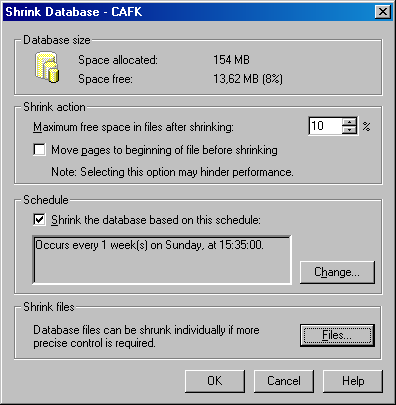 Shrink Database - CAFK
Database size
Space allocated: 154 MB
Space free: 13,62 MB (8%)
Shrink action
Maximum free space in files after shrinking: 10 %
Move pages to beginning of file before shrinking
Note: Selecting this option may hinder performance.
Schedule
Shrink the database based on this schedule:
Occurs every 1 week(s) on Sunday, at 15:35:00.
Change...
Shrink files
Database files can be shrunk individually if more
precise control is required.
Files...
OK Cancel Help